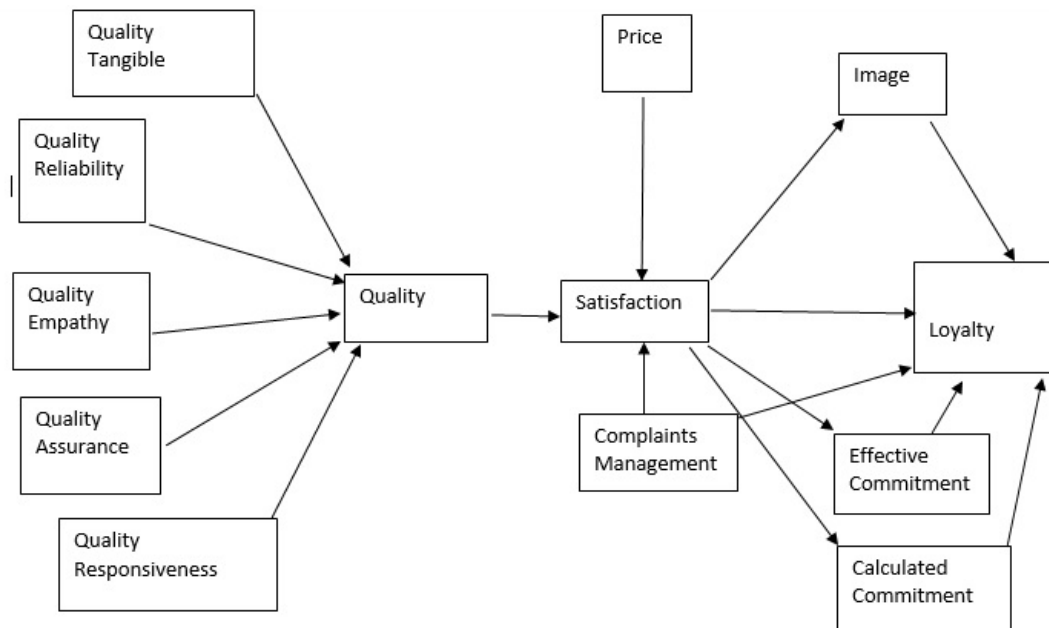 Quality
Tangible
Quality
Reliability
Quality
Empathy
Quality
Assurance
Quality
Responsiveness
Quality
Price
Satisfaction
Complaints
Management
Image
Loyalty
Effective
Commitment
Calculated
Commitment